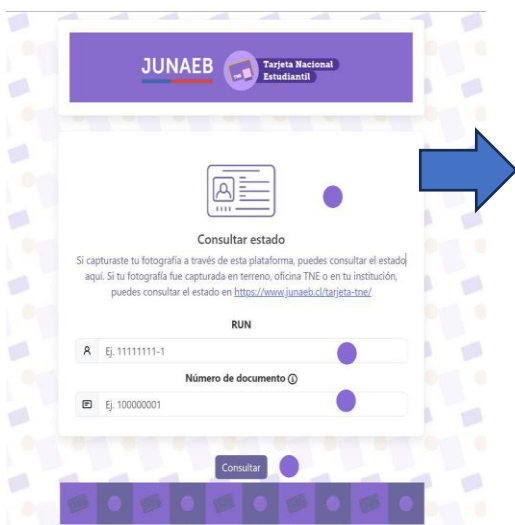 JUNAEB
Tarjeta Nacional
Estudiantil
Consultar estado
Si capturaste tu fotografía a través de esta plataforma, puedes consultar el estado
aquí. Si tu fotografía fue capturada en terreno, oficina TNE o en tu institución,
puedes consultar el estado en https://www.junaeb.cl/tarjeta-tne/
RUN
Ej. 11111111-1
Número de documento
Ej. 100000001
Consultar